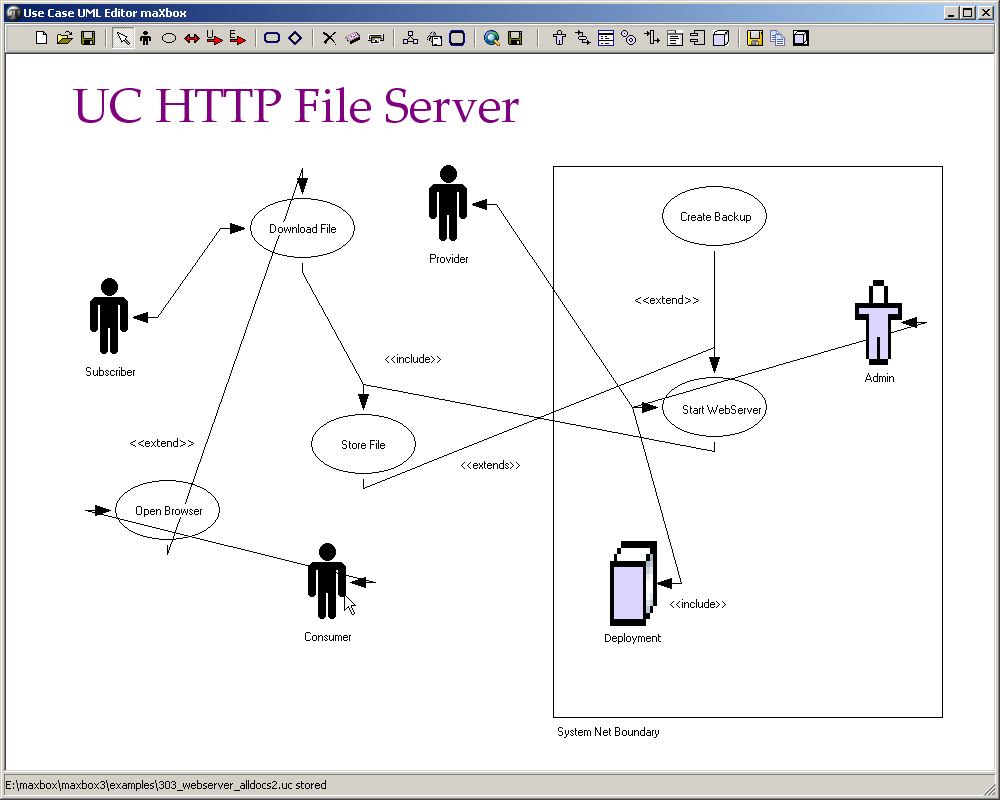 Use Case UML Editor maXbox
UC HTTP File Server
Download File
Provider
Create Backup
<<extend>>
Subscriber
<<include>>
Admin
Start WebServer
Store File
<<extend>>
<<extends>>
Open Browser
<<include>>
Consumer
Deployment
System Net Boundary
E:\maxbox\maxbox3\examples\303_webserver_alldocs2.uc stored